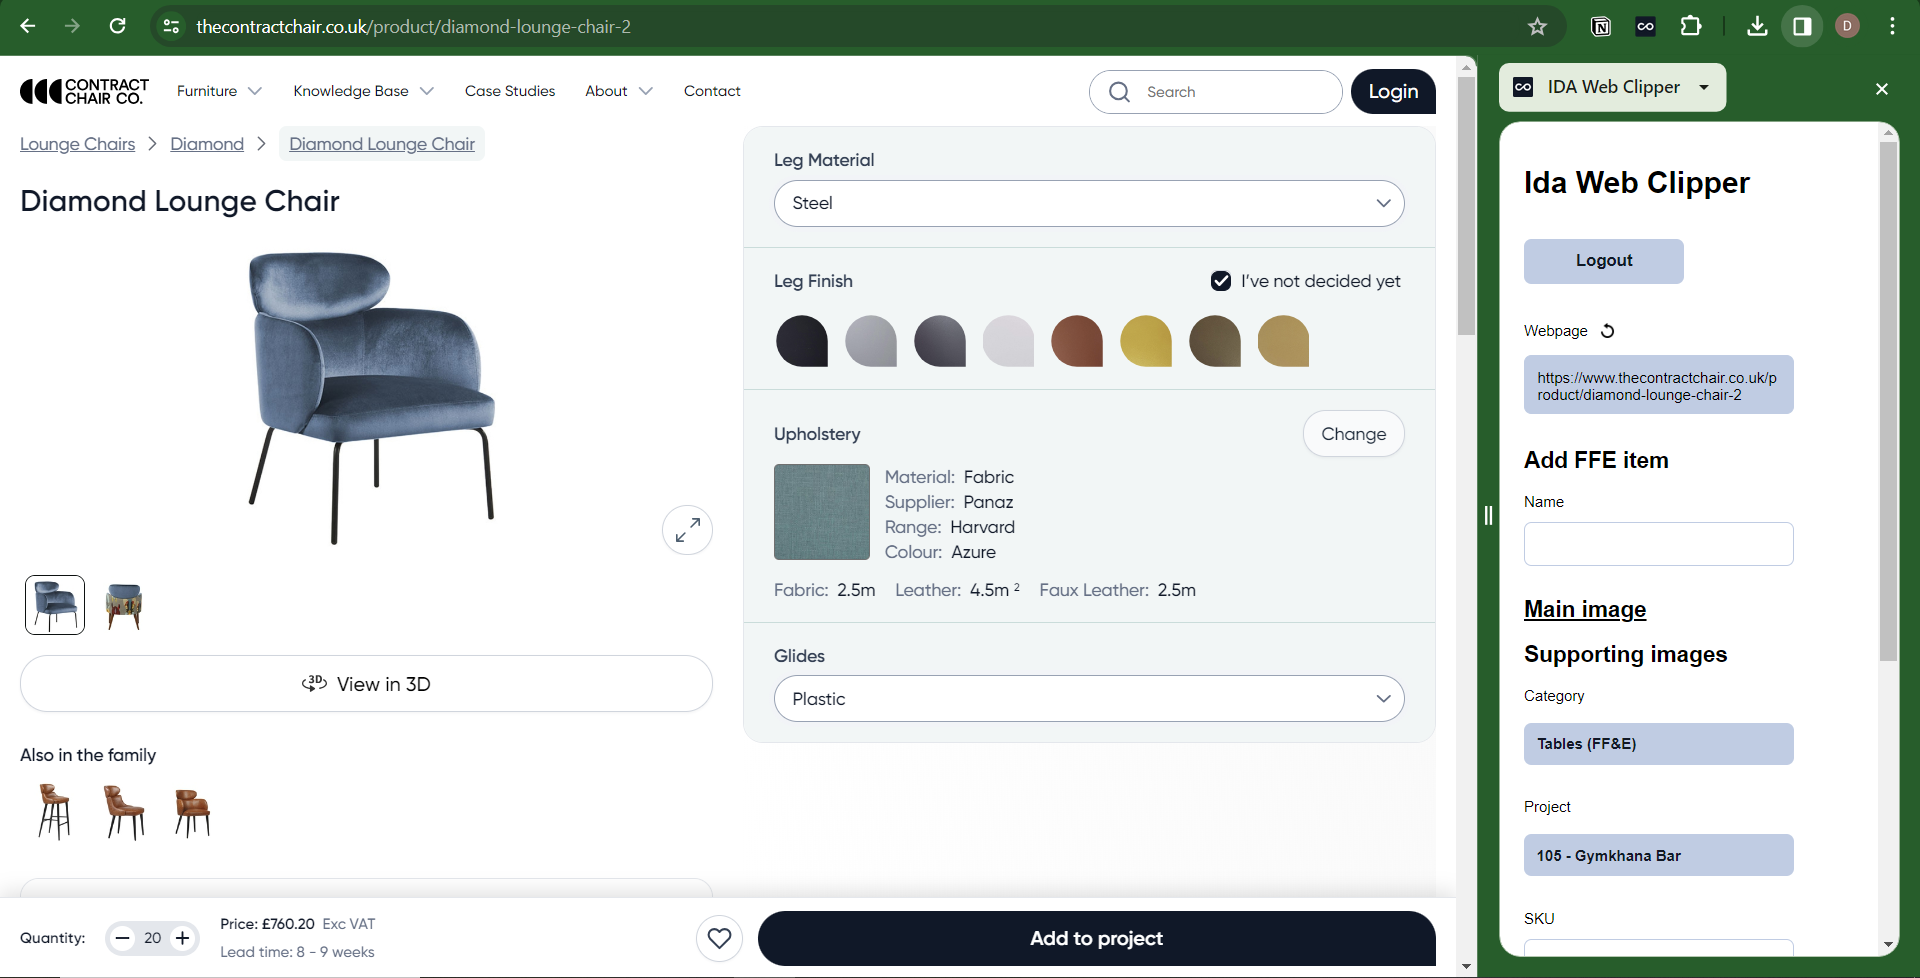 thecontractchair.co.uk/product/diamond-lounge-chair-2
D
CONTRACT
CHAIR CO.
Furniture
Knowledge Base
Case Studies
About
Contact
Search
Login
Lounge Chairs
Diamond
Diamond Lounge Chair
Diamond Lounge Chair
3D
View in 3D
Also in the family
Leg Material
Steel
Leg Finish
I've not decided yet
Upholstery
Change
Material: Fabric
Supplier: Panaz
Range: Harvard
Colour: Azure
Fabric: 2.5m Leather: 4.5m ² Faux Leather: 2.5m
Glides
Plastic
Quantity:
20
Price: £760.20 Exc VAT
Lead time: 8 - 9 weeks
Add to project
IDA Web Clipper
Ida Web Clipper
Logout
Webpage
https://www.thecontractchair.co.uk/p
roduct/diamond-lounge-chair-2
Add FFE item
Name
Main image
Supporting images
Category
Tables (FF&E)
Project
105 - Gymkhana Bar
SKU